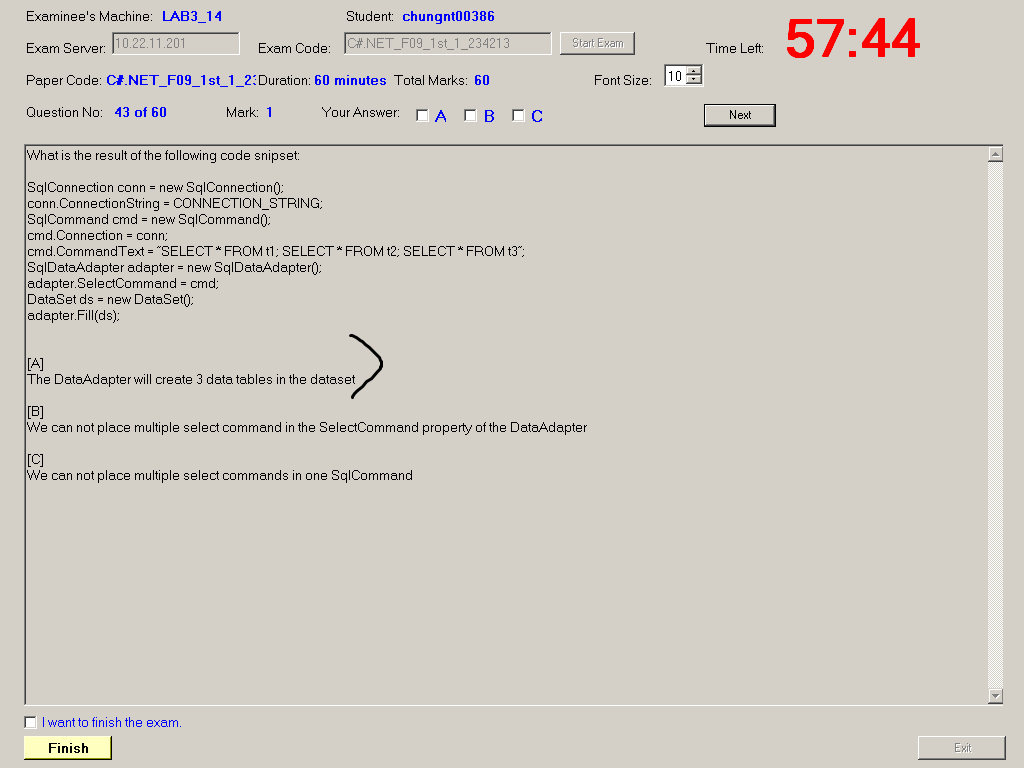 Examinee's Machine: LAB3_14 Student: chungnt00386
Exam Server: 10.22.11.201 Exam Code: C#.NET_F09_1st_1_234213 Start Exam Time Left: 57:44
Paper Code: C#.NET_F09_1st_1_23 Duration: 60 minutes Total Marks: 60 Font Size: 10
Question No: 43 of 60 Mark: 1 Your Answer: A B C Next
What is the result of the following code snipset:
SqlConnection conn = new SqlConnection();
conn.ConnectionString = CONNECTION_STRING;
SqlCommand cmd = new SqlCommand();
cmd.Connection = conn;
cmd.CommandText = "SELECT * FROM t1; SELECT * FROM t2; SELECT * FROM t3";
SqlDataAdapter adapter = new SqlDataAdapter();
adapter.SelectCommand = cmd;
DataSet ds = new DataSet();
adapter.Fill(ds);
[A]
The DataAdapter will create 3 data tables in the dataset
[B]
We can not place multiple select command in the SelectCommand property of the DataAdapter
[C]
We can not place multiple select commands in one SqlCommand
I want to finish the exam.
Finish Exit